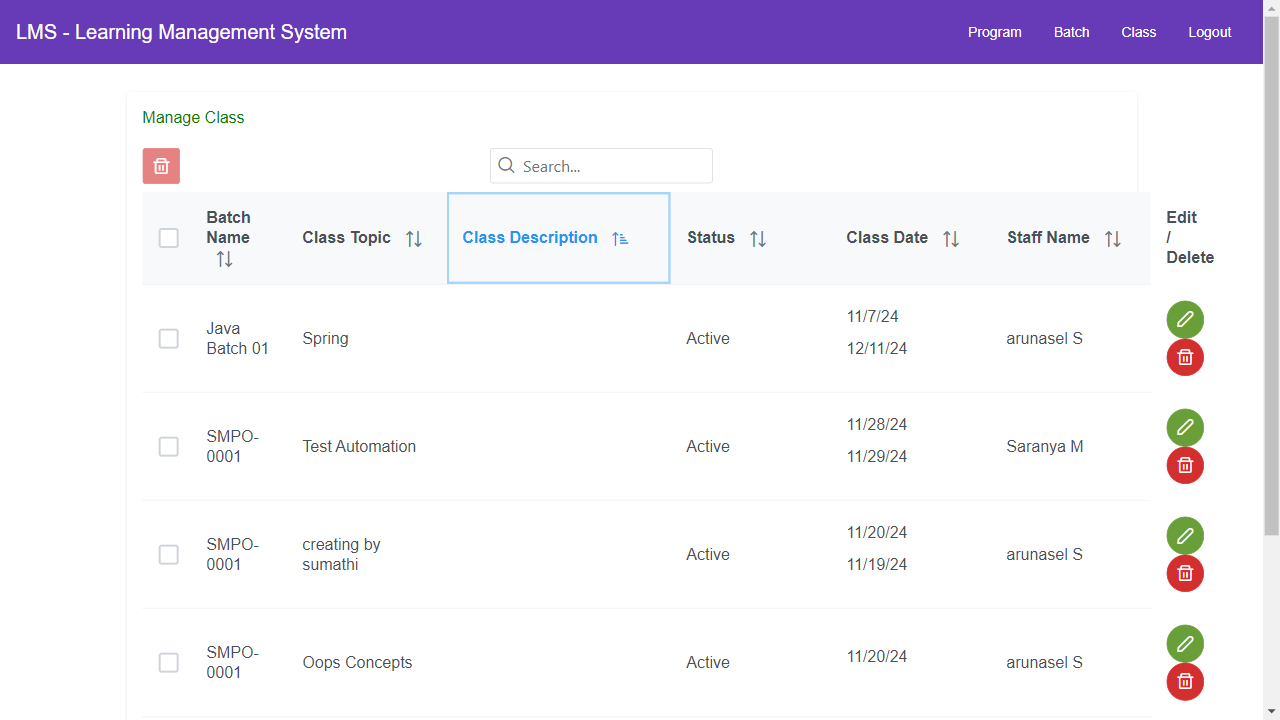 LMS - Learning Management System
Program
Batch
Class
Logout
Manage Class
Search...
Batch
Name
Class Topic
Class Description
Status
Class Date
Staff Name
Edit
/
Delete
Java
Batch 01
Spring
Active
11/7/24
12/11/24
arunasel S
SMPO-
0001
Test Automation
Active
11/28/24
11/29/24
Saranya M
SMPO-
0001
creating by
sumathi
Active
11/20/24
11/19/24
arunasel S
SMPO-
0001
Oops Concepts
Active
11/20/24
arunasel S